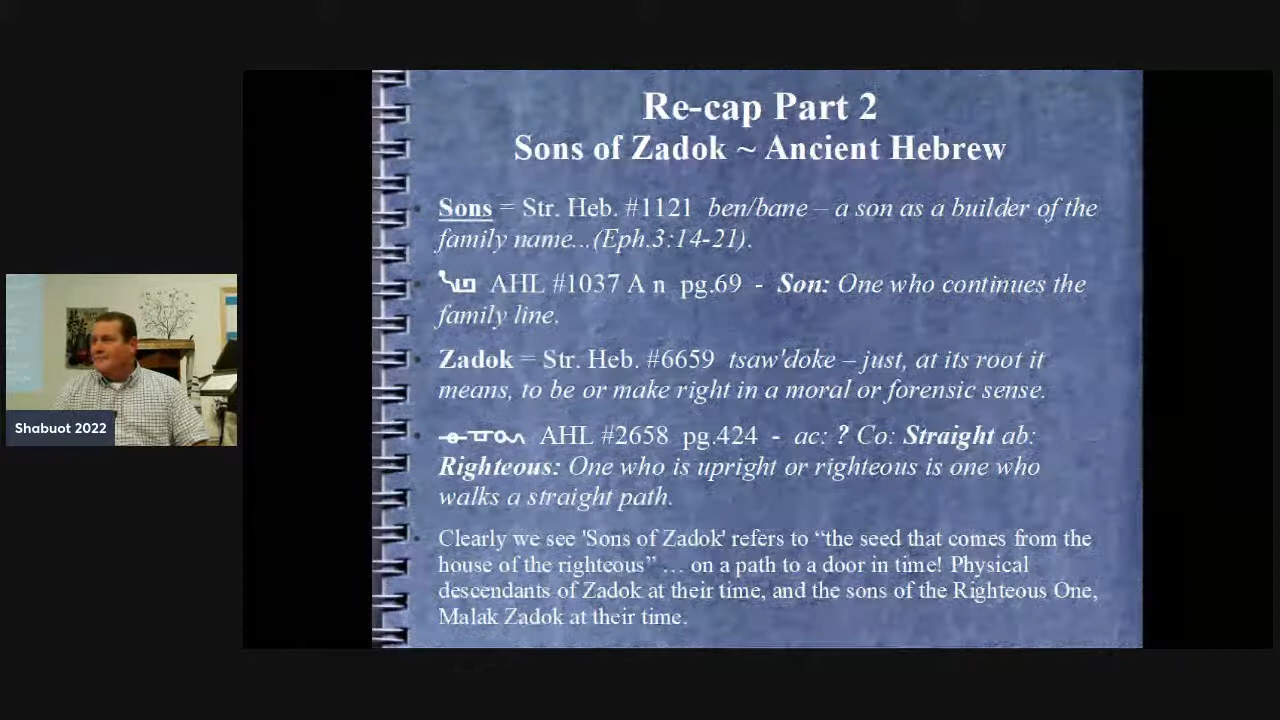 Re-cap Part 2
Sons of Zadok ~ Ancient Hebrew
Sons = Str. Heb. #1121 ben/bane – a son as a builder of the
family name...(Eph.3:14-21).
AHL #1037 A n pg.69 - Son: One who continues the
family line.
Zadok = Str. Heb. #6659 tsaw'doke – just, at its root it
means, to be or make right in a moral or forensic sense.
AHL #2658 pg.424 - ac: ? Co: Straight ab:
Righteous: One who is upright or righteous is one who
walks a straight path.
Clearly we see 'Sons of Zadok' refers to “the seed that comes from the
house of the righteous” … on a path to a door in time! Physical
descendants of Zadok at their time, and the sons of the Righteous One,
Malak Zadok at their time.
Shabuot 2022